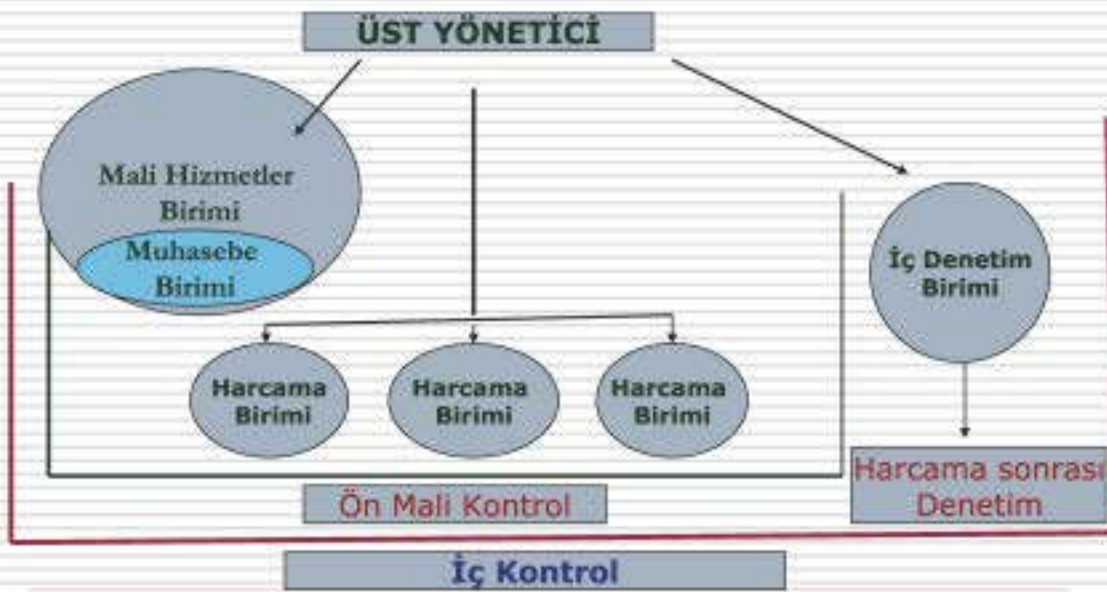 ÜST YÖNETİCİ
Mali Hizmetler
Birimi
Muhasebe
Birimi
İç Denetim
Birimi
Harcama
Birimi
Harcama
Birimi
Harcama
Birimi
Harcama sonrası
Denetim
Ön Mali Kontrol
İç Kontrol